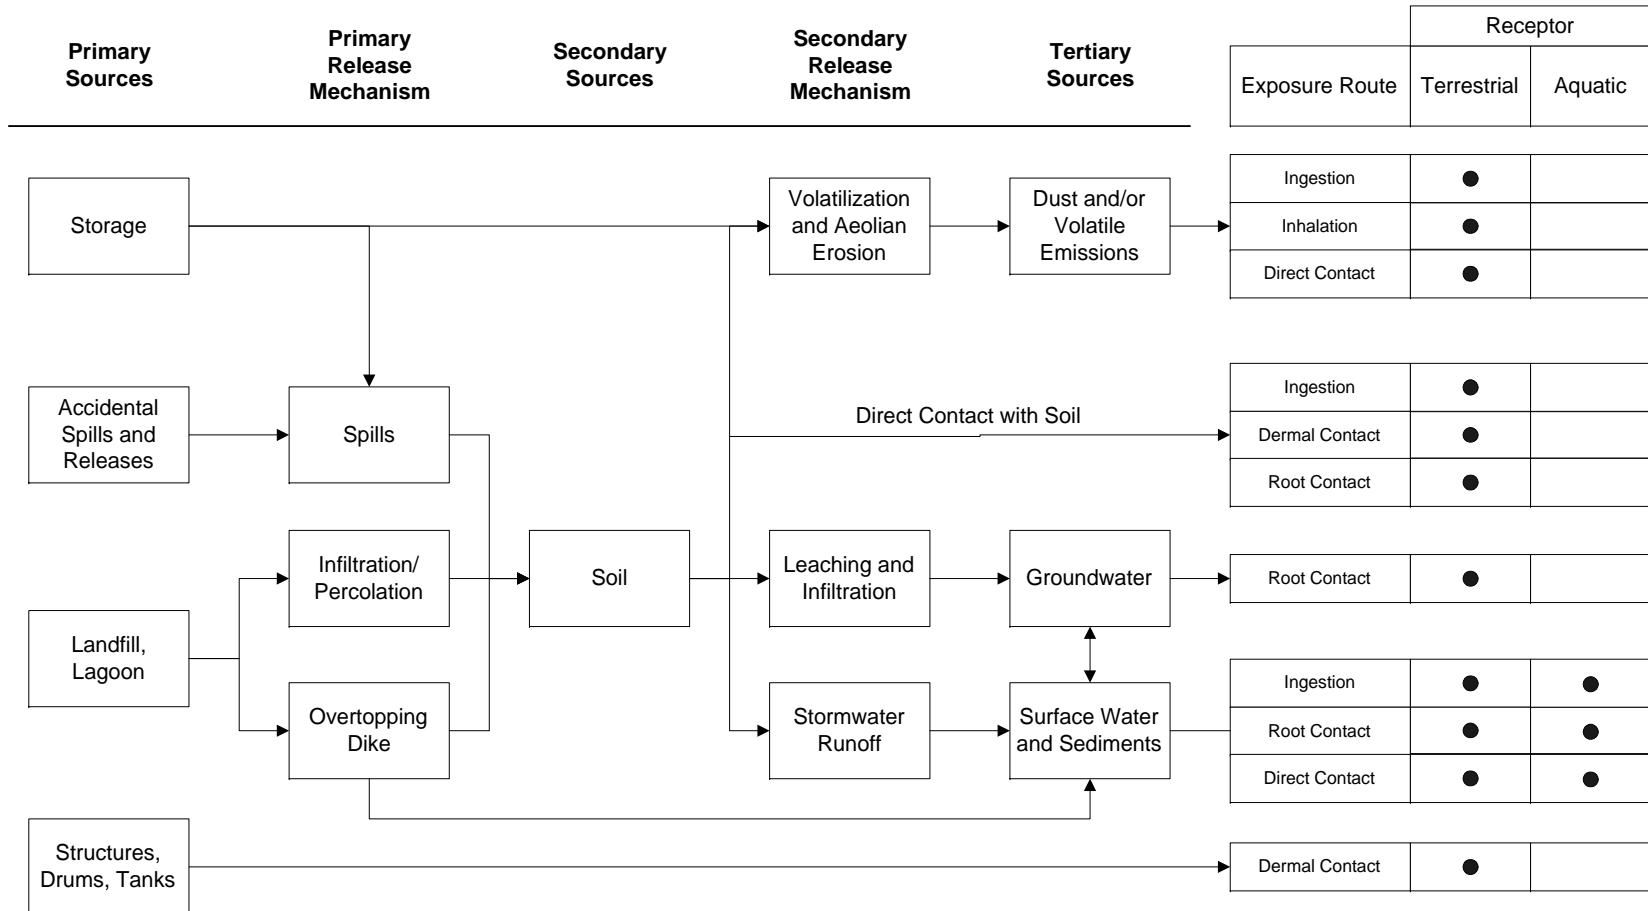 Primary
Sources
Primary
Release
Mechanism
Secondary
Sources
Secondary
Release
Mechanism
Tertiary
Sources
Receptor
Exposure Route
Terrestrial
Aquatic
Storage
Volatilization
and Aeolian
Erosion
Dust and/or
Volatile
Emissions
Ingestion
Inhalation
Direct Contact
Accidental
Spills and
Releases
Spills
Direct Contact with Soil
Ingestion
Dermal Contact
Root Contact
Infiltration/
Percolation
Soil
Leaching and
Infiltration
Groundwater
Root Contact
Landfill,
Lagoon
Overtopping
Dike
Stormwater
Runoff
Surface Water
and Sediments
Ingestion
Root Contact
Direct Contact
Structures,
Drums, Tanks
Dermal Contact